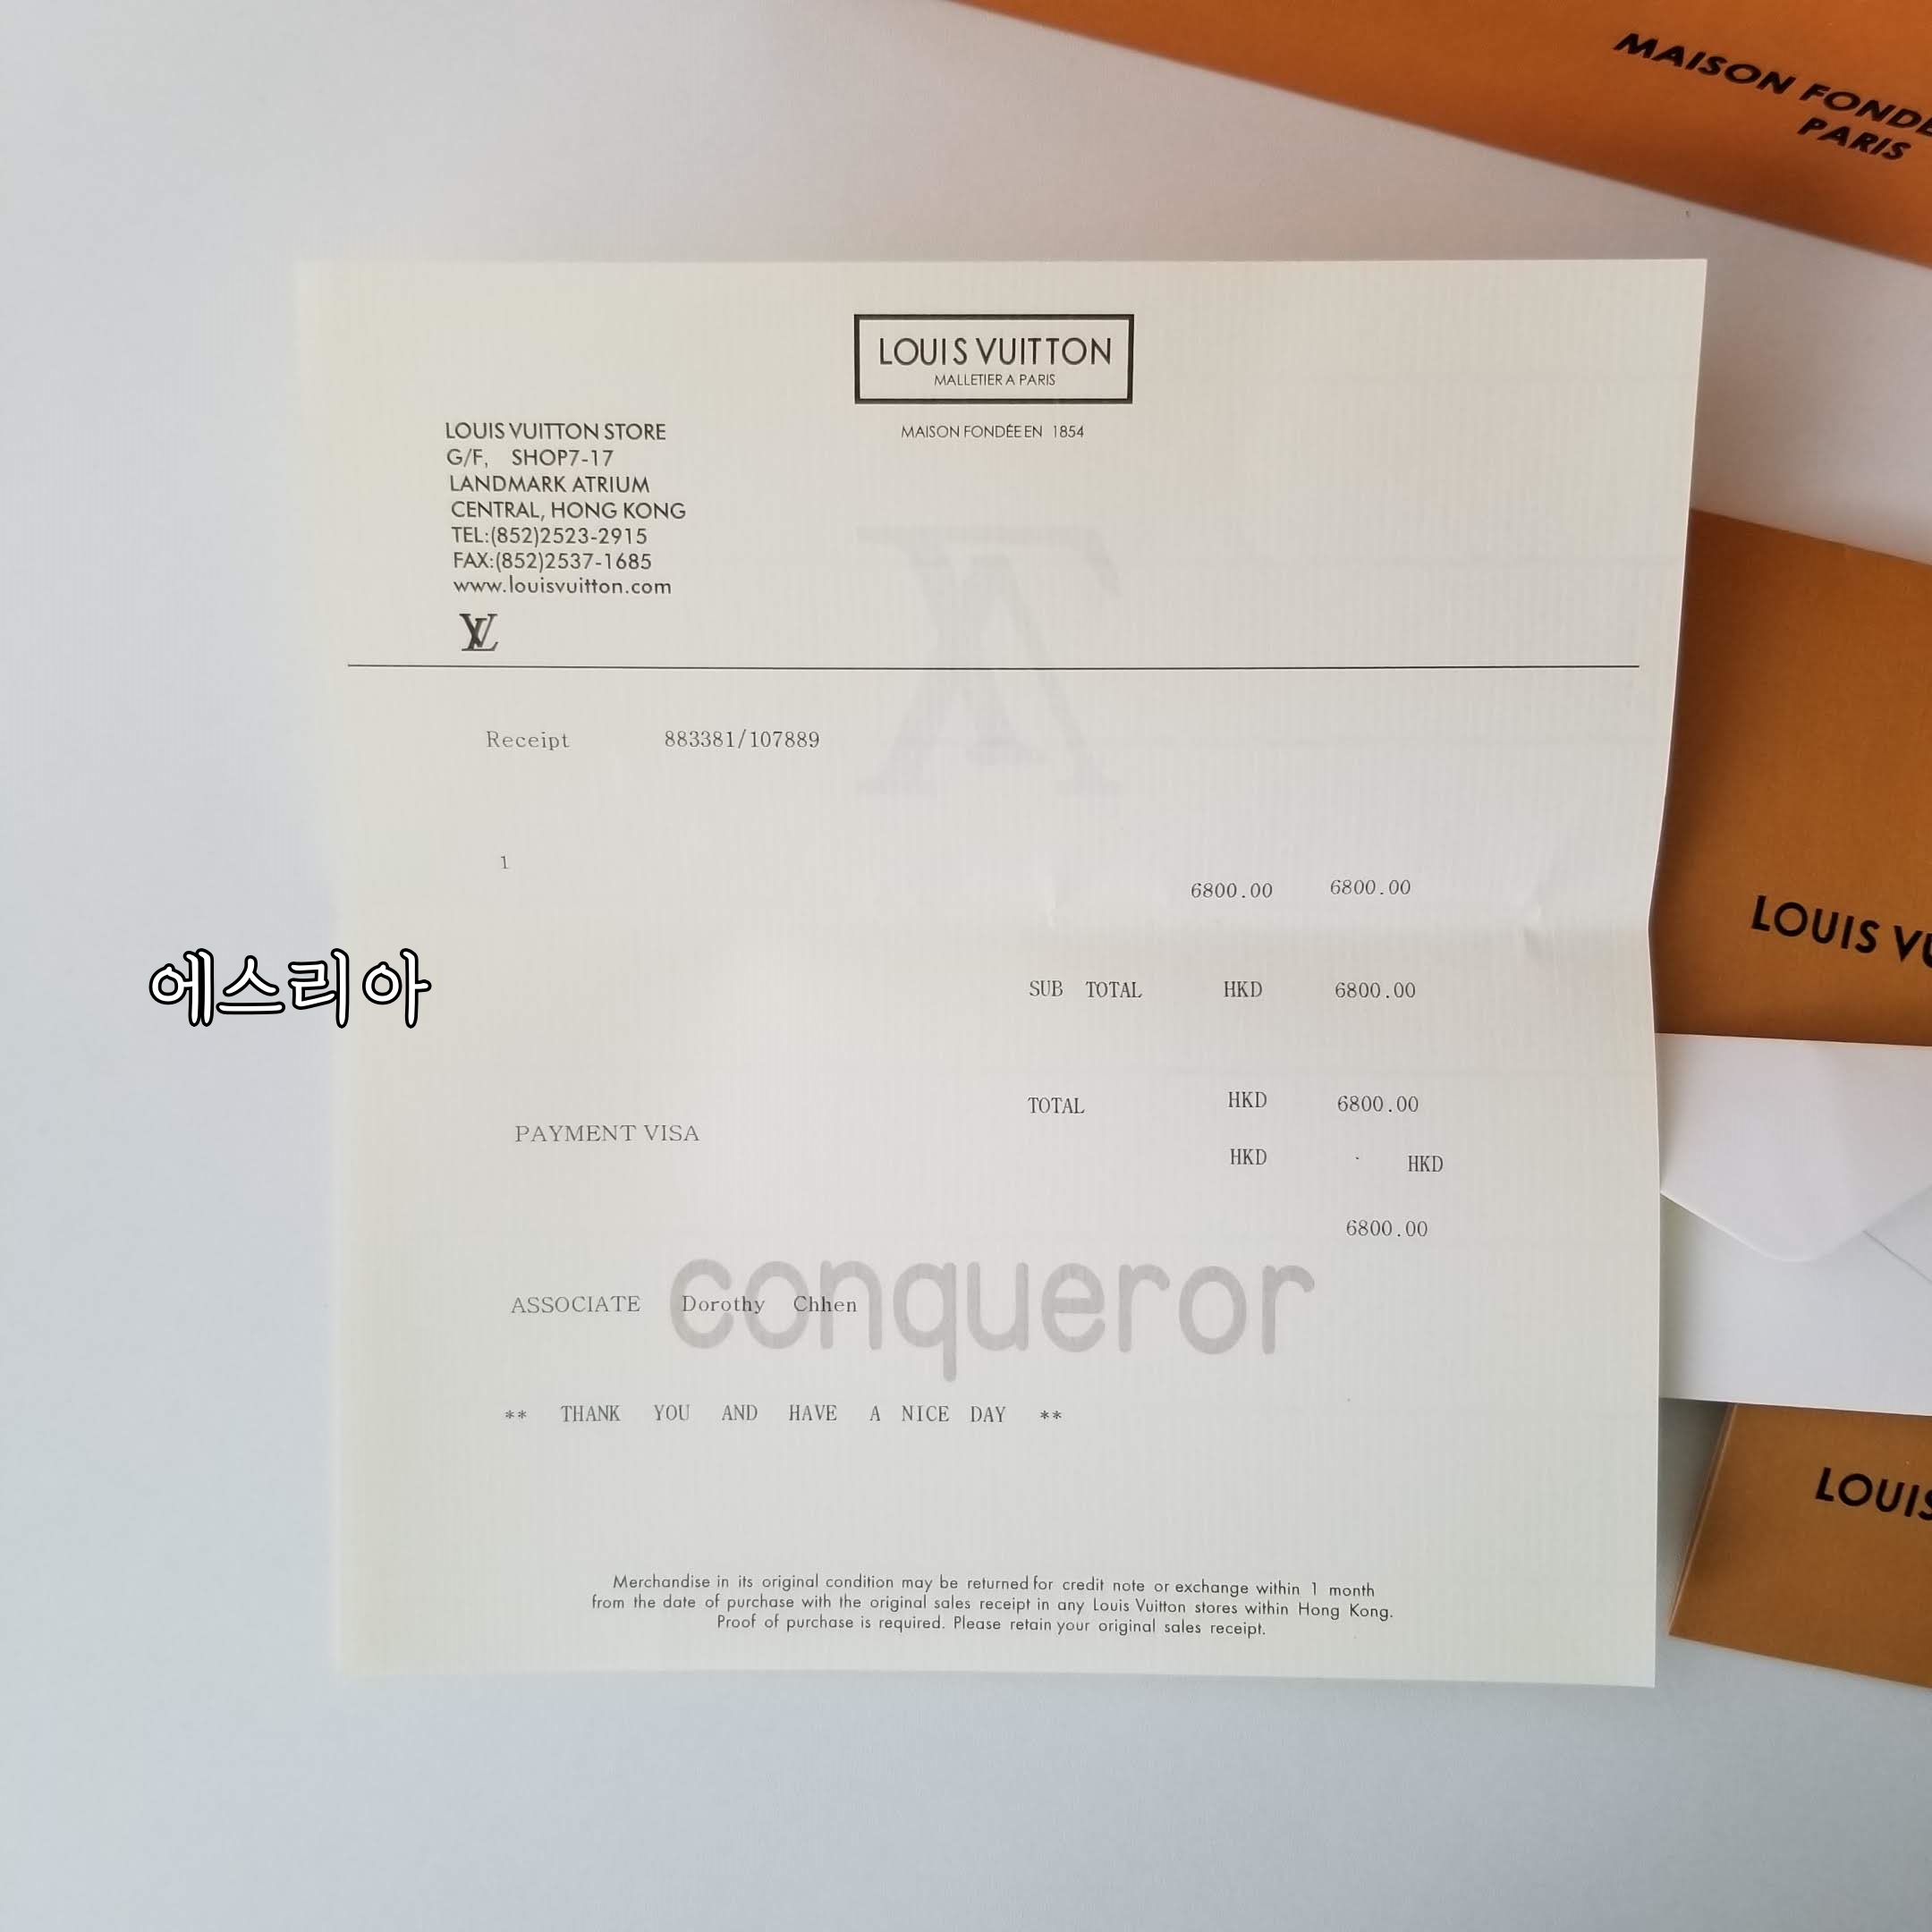 MAISON FONDÉ
PARIS
LOUIS VUITTON
MALLETIER A PARIS
MAISON FONDÉE EN 1854
LOUIS VUITTON STORE
G/F, SHOP7-17
LANDMARK ATRIUM
CENTRAL, HONG KONG
TEL:(852)2523-2915
FAX:(852)2537-1685
www.louisvuitton.com
LV
Receipt 883381/107889
1
6800.00 6800.00
LOUIS VU
에스리아
SUB TOTAL HKD 6800.00
TOTAL HKD 6800.00
PAYMENT VISA
HKD . HKD
6800.00
conqueror
ASSOCIATE Dorothy Chhen
** THANK YOU AND HAVE A NICE DAY **
LOUIS
Merchandise in its original condition may be returned for credit note or exchange within 1 month
from the date of purchase with the original sales receipt in any Louis Vuitton stores within Hong Kong.
Proof of purchase is required. Please retain your original sales receipt.